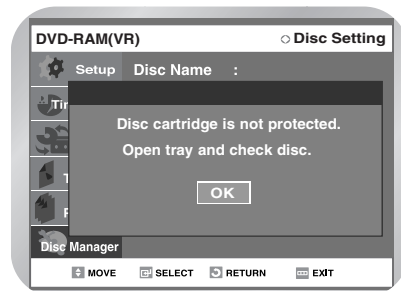 DVD-RAM(VR) Disc Setting
Setup Disc Name :
Tir
Disc cartridge is not protected.
Open tray and check disc.
OK
Disc Manager
MOVE SELECT RETURN EXIT